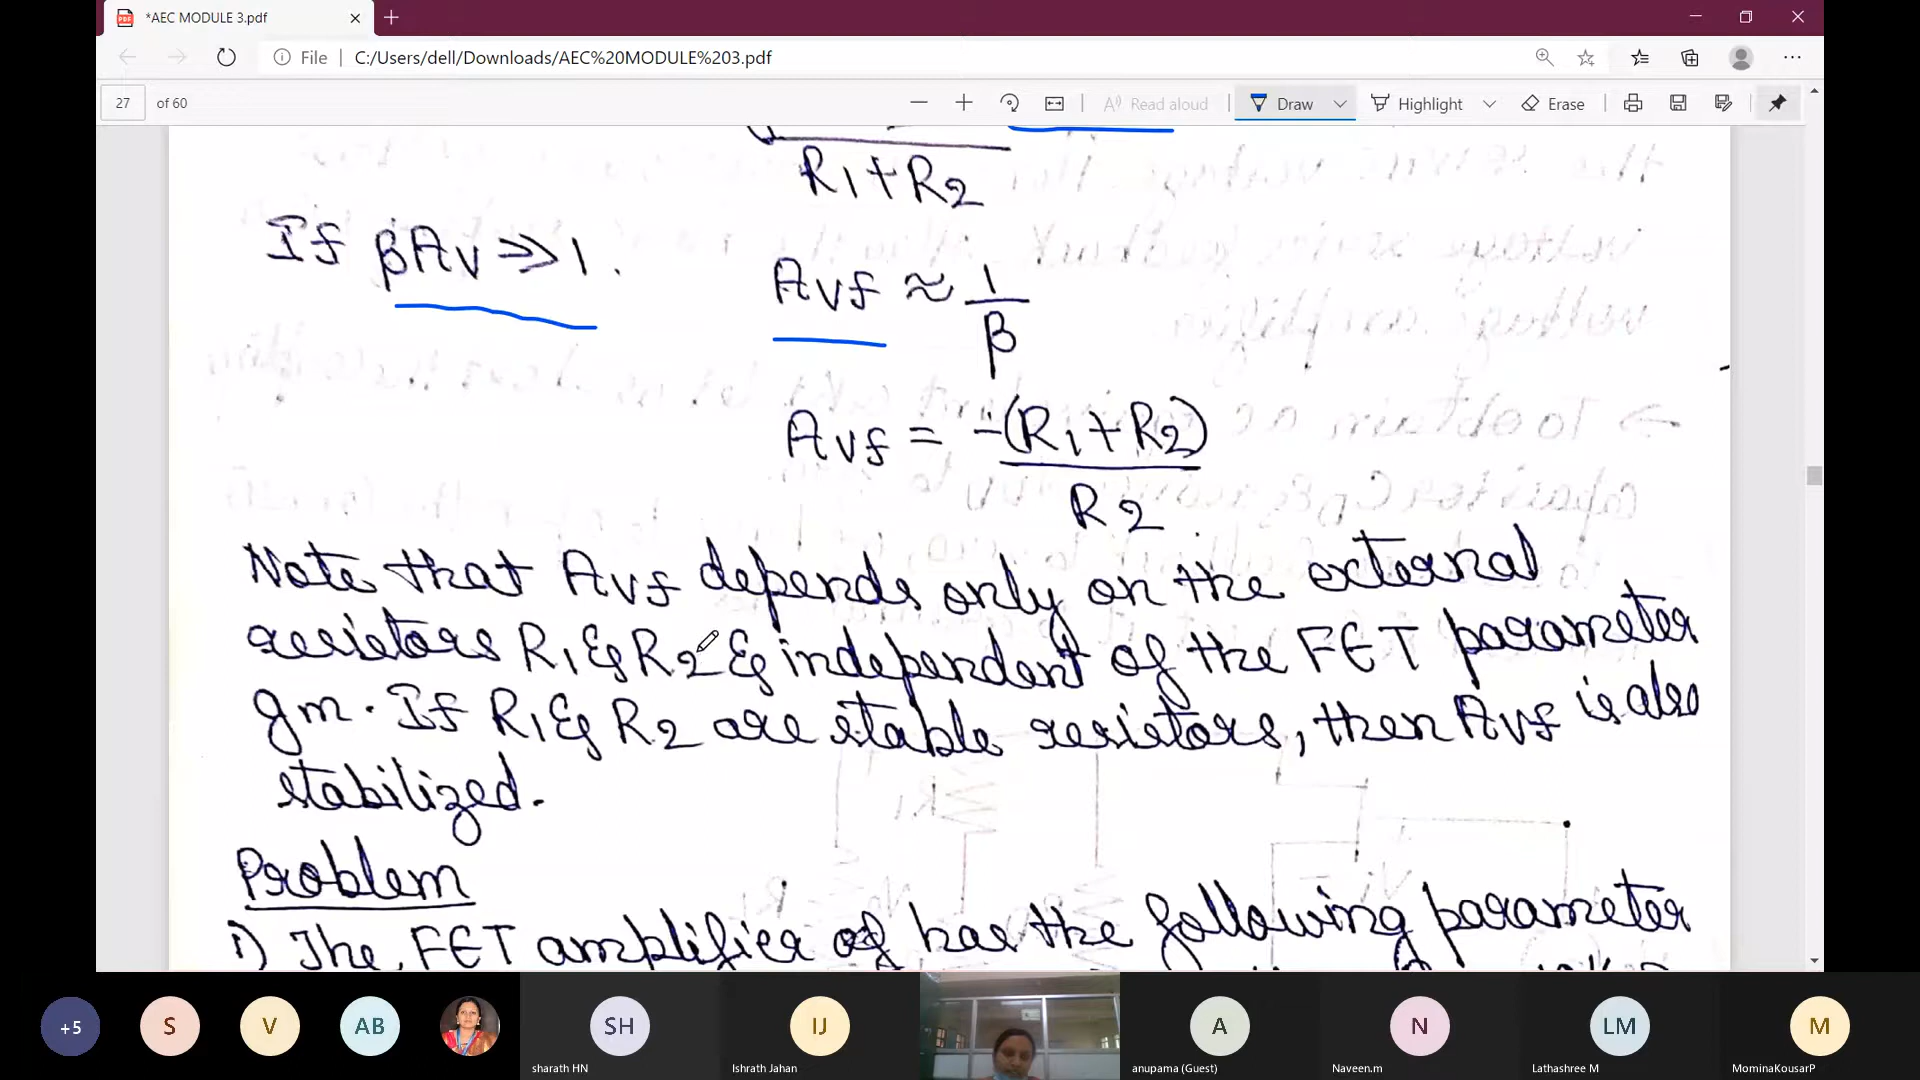 *AEC MODULE 3.pdf
File C:/Users/dell/Downloads/AEC%20MODULE%203.pdf
27 of 60 Read aloud Draw Highlight Erase
R1+R2
If βAv >> 1.
Avf ≈ 1/β
Avf = -(R1+R2)
R2
Note that Avf depends only on the external
resistors R1 & R2 & independent of the FET parameter
gm. If R1 & R2 are stable resistors, then Avf is also
stabilized.
Problem
1) The FET amplifier of has the following parameter
+5 S V AB SH IJ A N LM M
sharath HN Ishrath Jahan anupama (Guest) Naveen.m Lathashree M MominaKousarP